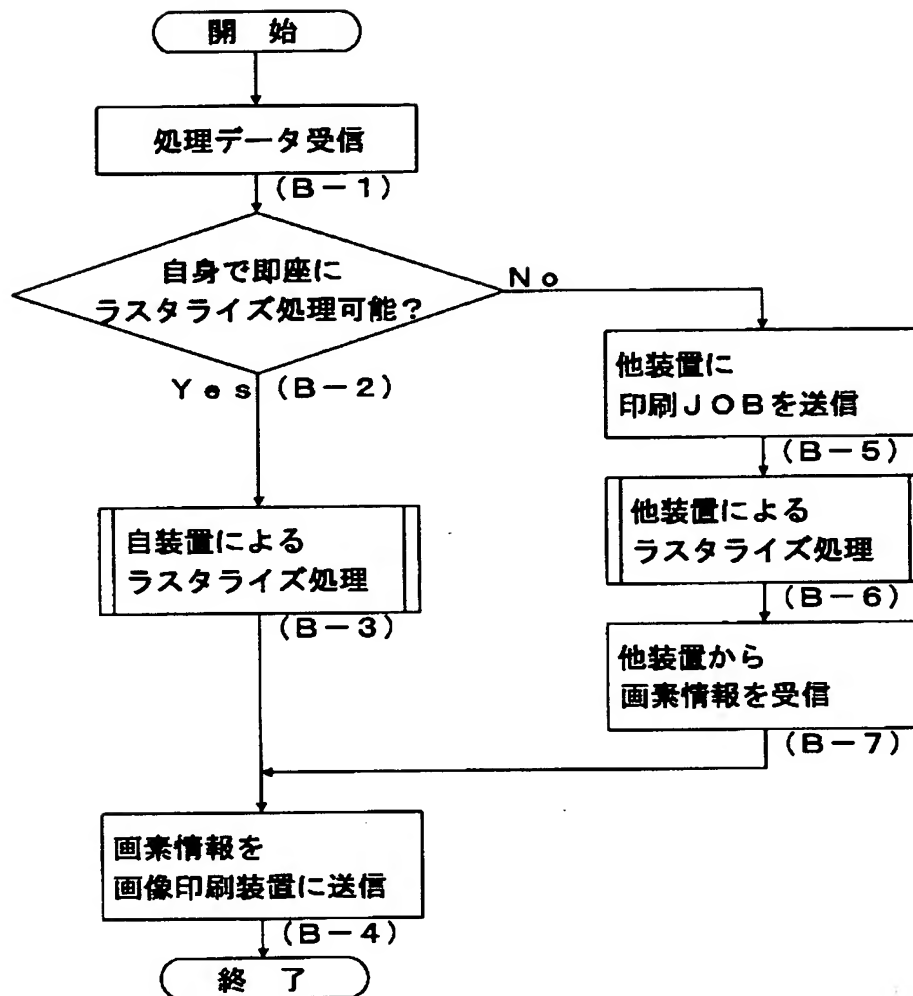 開 始
処理データ受信
(B-1)
自身で即座に
ラスタライズ処理可能?
No
Yes
(B-2)
他装置に
印刷JOBを送信
(B-5)
自装置による
ラスタライズ処理
(B-3)
他装置による
ラスタライズ処理
(B-6)
他装置から
画素情報を受信
(B-7)
画素情報を
画像印刷装置に送信
(B-4)
終 了